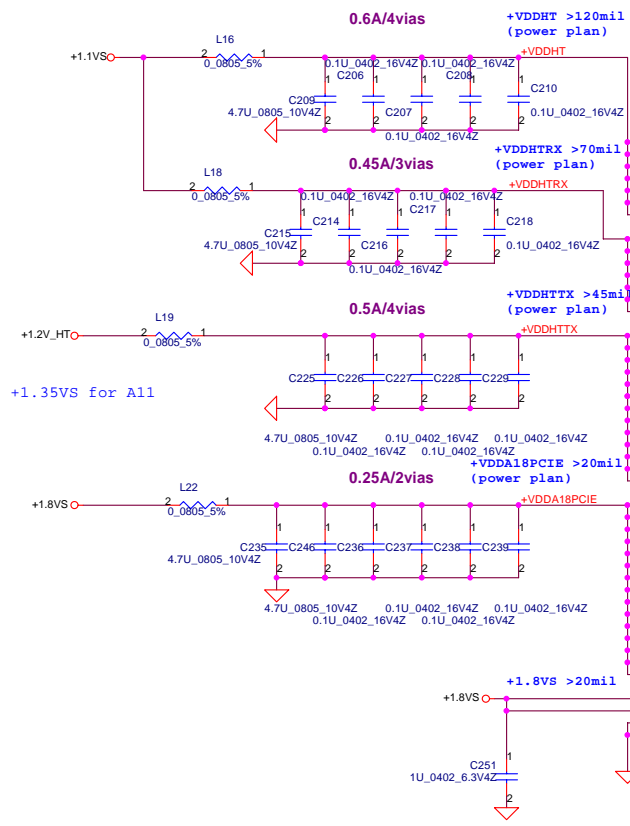 0.6A/4vias
+VDDHT >120mil
(power plan)
L16
+1.1VS
2
1
0_0805_5%
0.1U_0402_16V4Z
0.1U_0402_16V4Z
+VDDHT
C206
C208
1
1
1
1
1
C209
C210
4.7U_0805_10V4Z
C207
0.1U_0402_16V4Z
2
2
2
2
2
0.1U_0402_16V4Z
+VDDHTRX >70mil
(power plan)
0.45A/3vias
L18
2
1
0_0805_5%
0.1U_0402_16V4Z
0.1U_0402_16V4Z
+VDDHTRX
C217
1
1
1
1
1
C214
C218
C215
C216
4.7U_0805_10V4Z
0.1U_0402_16V4Z
2
2
2
2
2
0.1U_0402_16V4Z
+VDDHTTX >45mil
(power plan)
0.5A/4vias
L19
+1.2V_HT
2
1
0_0805_5%
+VDDHTTX
1
1
1
1
1
C225
C226
C227
C228
C229
+1.35VS for A11
2
2
2
2
2
4.7U_0805_10V4Z
0.1U_0402_16V4Z
0.1U_0402_16V4Z
0.1U_0402_16V4Z
0.1U_0402_16V4Z
+VDDA18PCIE >20mil
(power plan)
0.25A/2vias
L22
+1.8VS
2
1
0_0805_5%
+VDDA18PCIE
1
1
1
1
1
1
C235
C246
C236
C237
C238
C239
4.7U_0805_10V4Z
2
2
2
2
2
2
4.7U_0805_10V4Z
0.1U_0402_16V4Z
0.1U_0402_16V4Z
0.1U_0402_16V4Z
0.1U_0402_16V4Z
+1.8VS >20mil
+1.8VS
1
C251
1U_0402_6.3V4Z
2